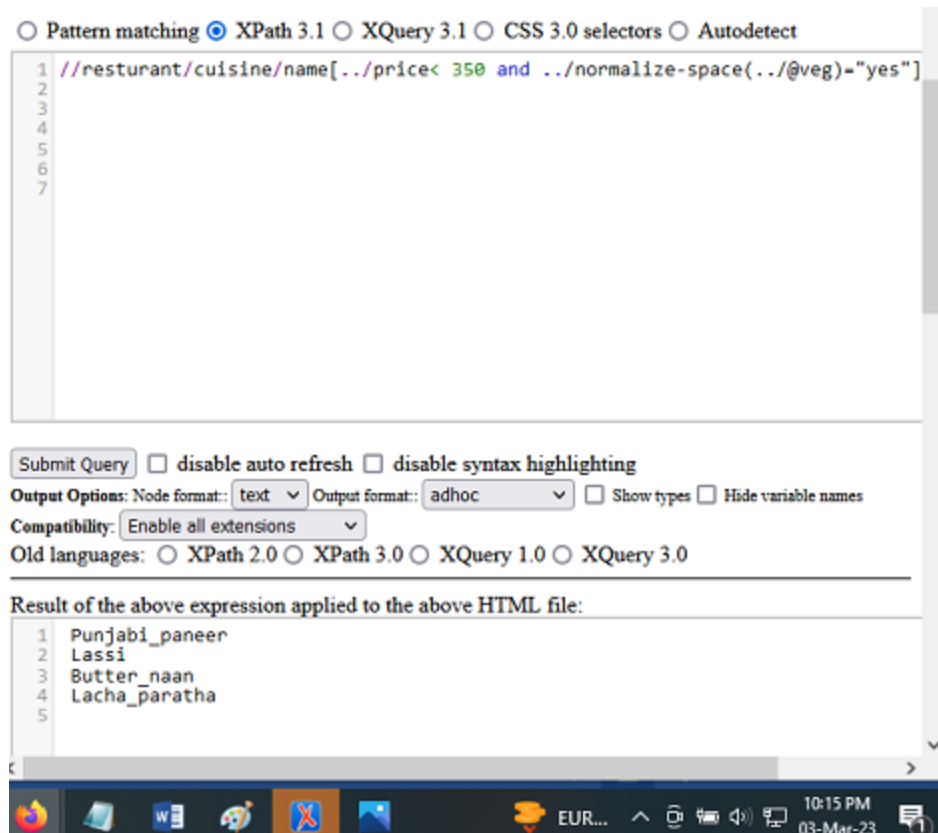 Pattern matching XPath 3.1 XQuery 3.1 CSS 3.0 selectors Autodetect
1 //resturant/cuisine/name[../price< 350 and ../normalize-space(../@veg)="yes"]
2
3
4
5
6
7
Submit Query disable auto refresh disable syntax highlighting
Output Options: Node format:: text Output format:: adhoc Show types Hide variable names
Compatibility: Enable all extensions
Old languages: XPath 2.0 XPath 3.0 XQuery 1.0 XQuery 3.0
Result of the above expression applied to the above HTML file:
1 Punjabi_paneer
2 Lassi
3 Butter_naan
4 Lacha_paratha
5
W X EUR... 10:15 PM
03-Mar-23 1